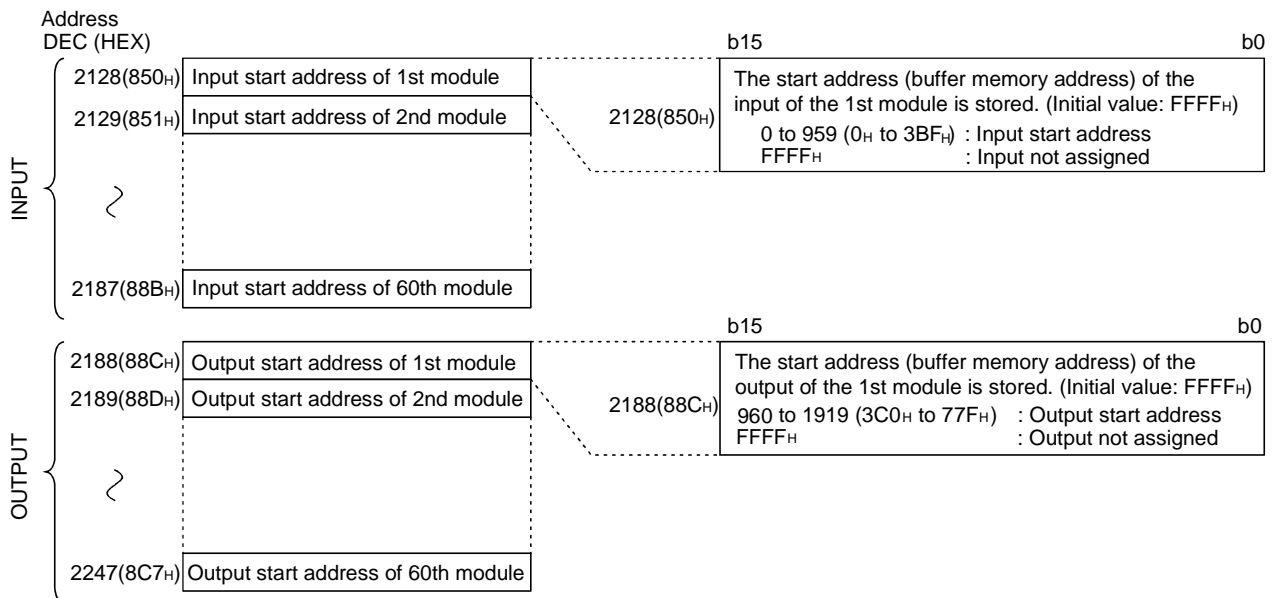 Address
DEC (HEX)
INPUT
2128(850H) Input start address of 1st module
2129(851H) Input start address of 2nd module
2187(88BH) Input start address of 60th module
b15 b0
2128(850H)
The start address (buffer memory address) of the
input of the 1st module is stored. (Initial value: FFFFH)
0 to 959 (0H to 3BFH) : Input start address
FFFFH : Input not assigned
OUTPUT
2188(88CH) Output start address of 1st module
2189(88DH) Output start address of 2nd module
2247(8C7H) Output start address of 60th module
b15 b0
2188(88CH)
The start address (buffer memory address) of the
output of the 1st module is stored. (Initial value: FFFFH)
960 to 1919 (3C0H to 77FH) : Output start address
FFFFH : Output not assigned